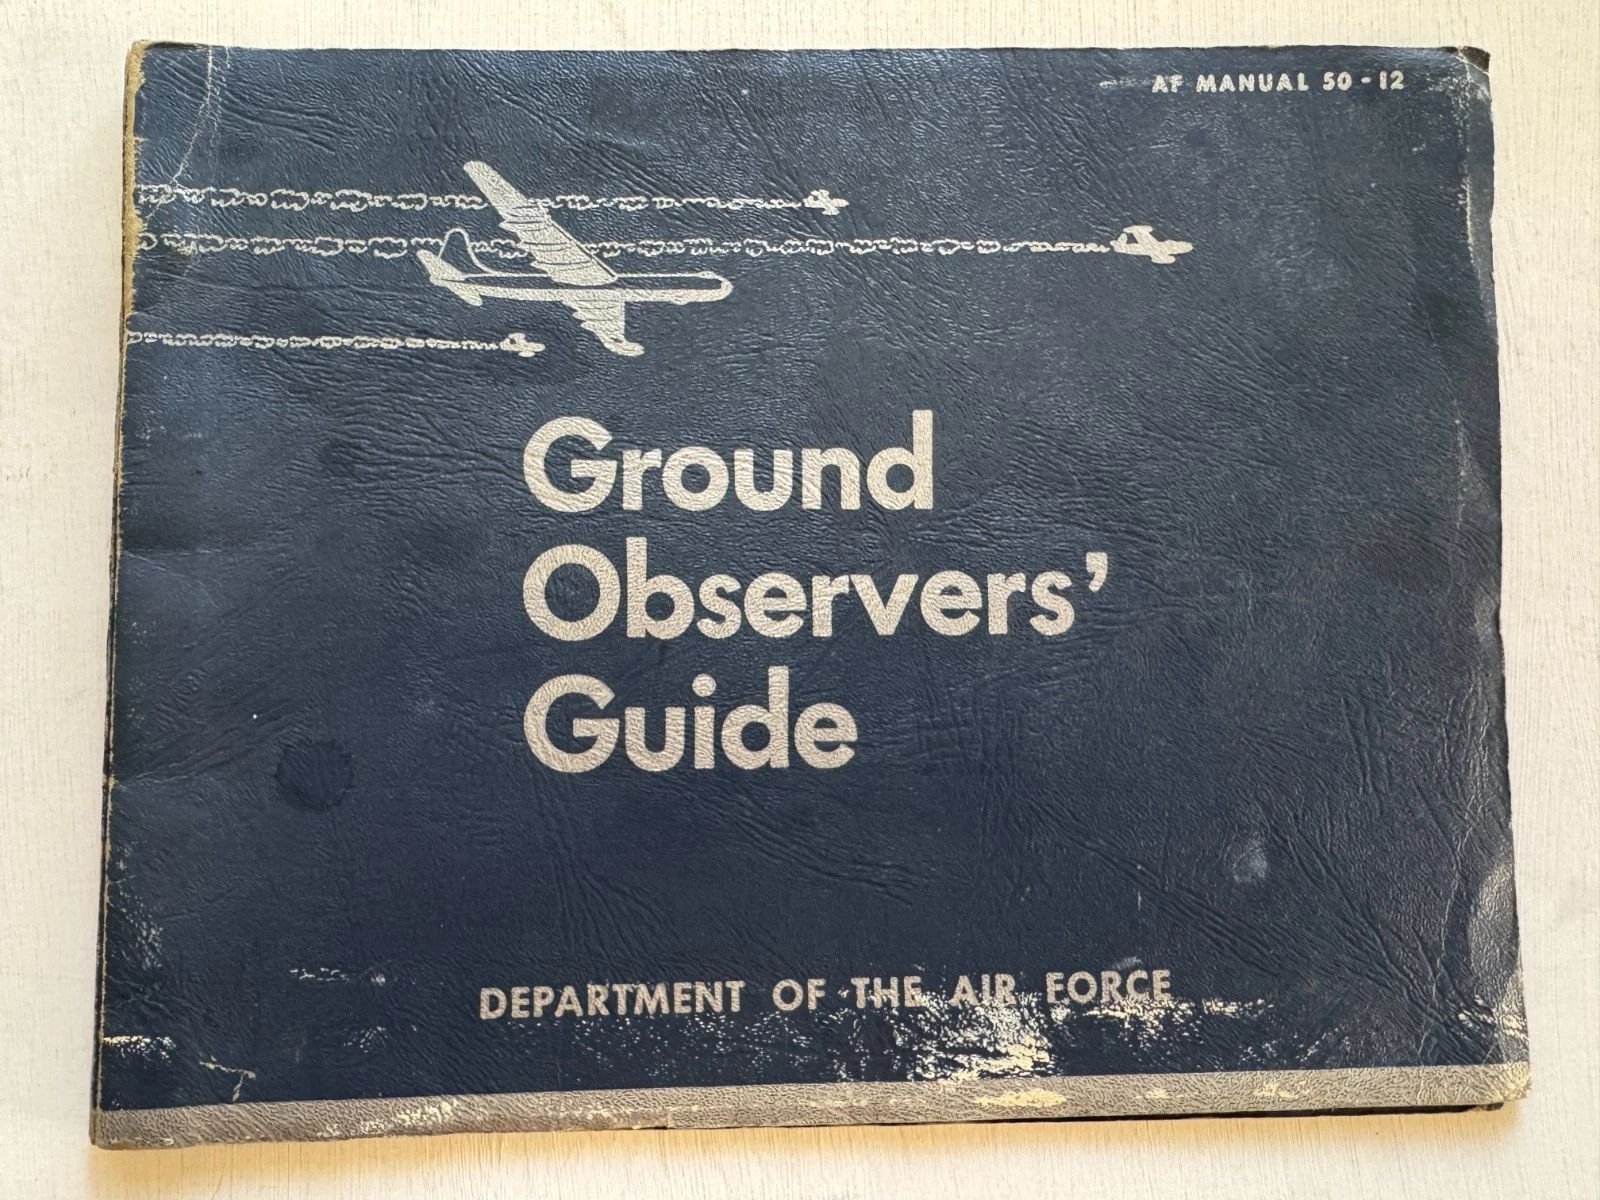 AF MANUAL 50-12
Ground
Observers'
Guide
DEPARTMENT OF THE AIR FORCE